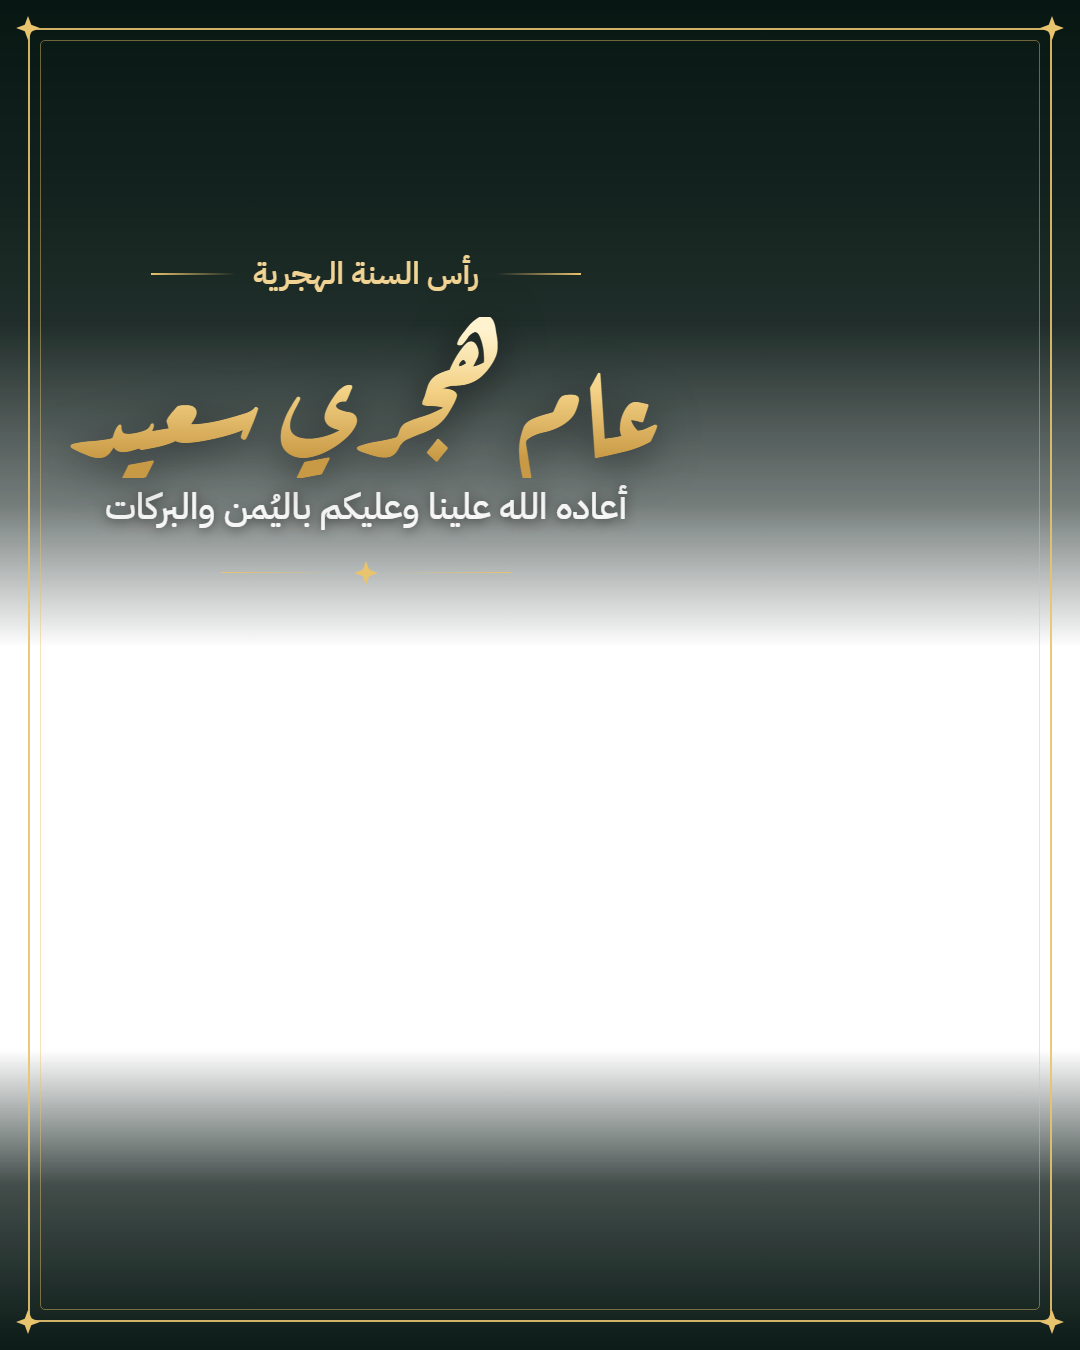 رأس السنة الهجرية
عام هجري سعيد
أعاده الله علينا وعليكم باليُمن والبركات